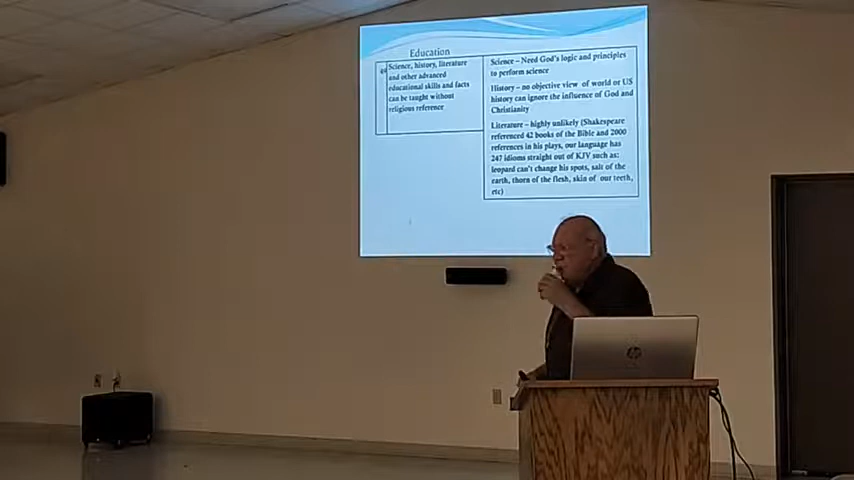 Education
Science, history, literature
and other advanced
educational skills and facts
can be taught without
religious reference
Science – Need God's logic and principles
to perform science
History – no objective view of world or US
history can ignore the influence of God and
Christianity
Literature – highly unlikely (Shakespeare
referenced 42 books of the Bible and 2000
references in his plays, our language has
247 idioms straight out of KJV such as:
leopard can't change his spots, salt of the
earth, thorn of the flesh, skin of our teeth,
etc)
hp